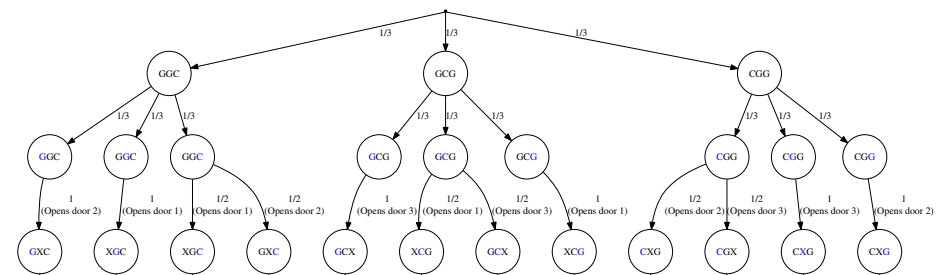 1/3 1/3 1/3
GGC GCG CGG
1/3 1/3 1/3 1/3 1/3 1/3 1/3 1/3 1/3
GGC GGC GGC GCG GCG GCG CGG CGG CGG
1 1 1/2 1/2 1 1/2 1/2 1 1/2 1/2 1 1
(Opens door 2) (Opens door 1) (Opens door 1) (Opens door 2) (Opens door 3) (Opens door 1) (Opens door 3) (Opens door 1) (Opens door 2) (Opens door 3) (Opens door 3) (Opens door 2)
GXC XGC XGC GXC GCX XCG GCX XCG CXG CGX CXG CXG